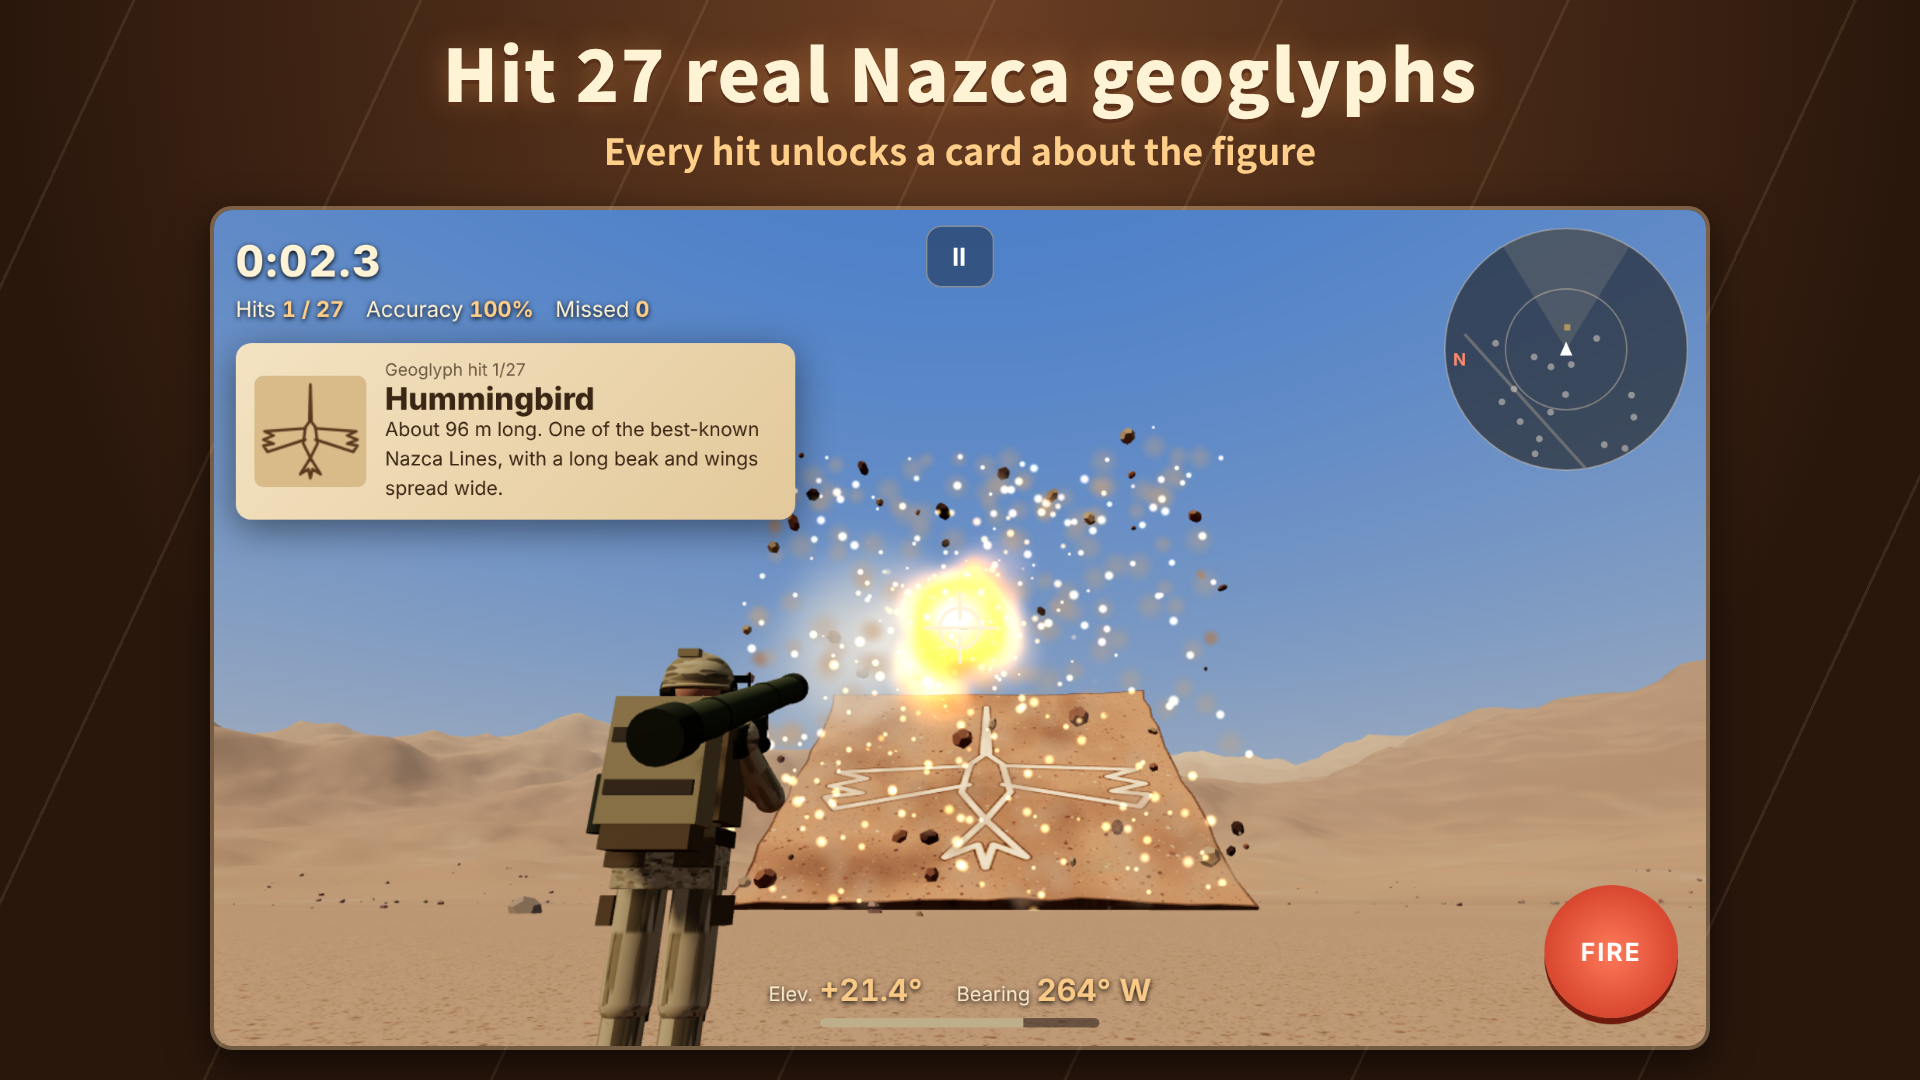 Hit 27 real Nazca geoglyphs
Every hit unlocks a card about the figure
0:02.3
Hits 1 / 27 Accuracy 100% Missed 0
Geoglyph hit 1/27
Hummingbird
About 96 m long. One of the best-known
Nazca Lines, with a long beak and wings
spread wide.
N
FIRE
Elev. +21.4° Bearing 264° W